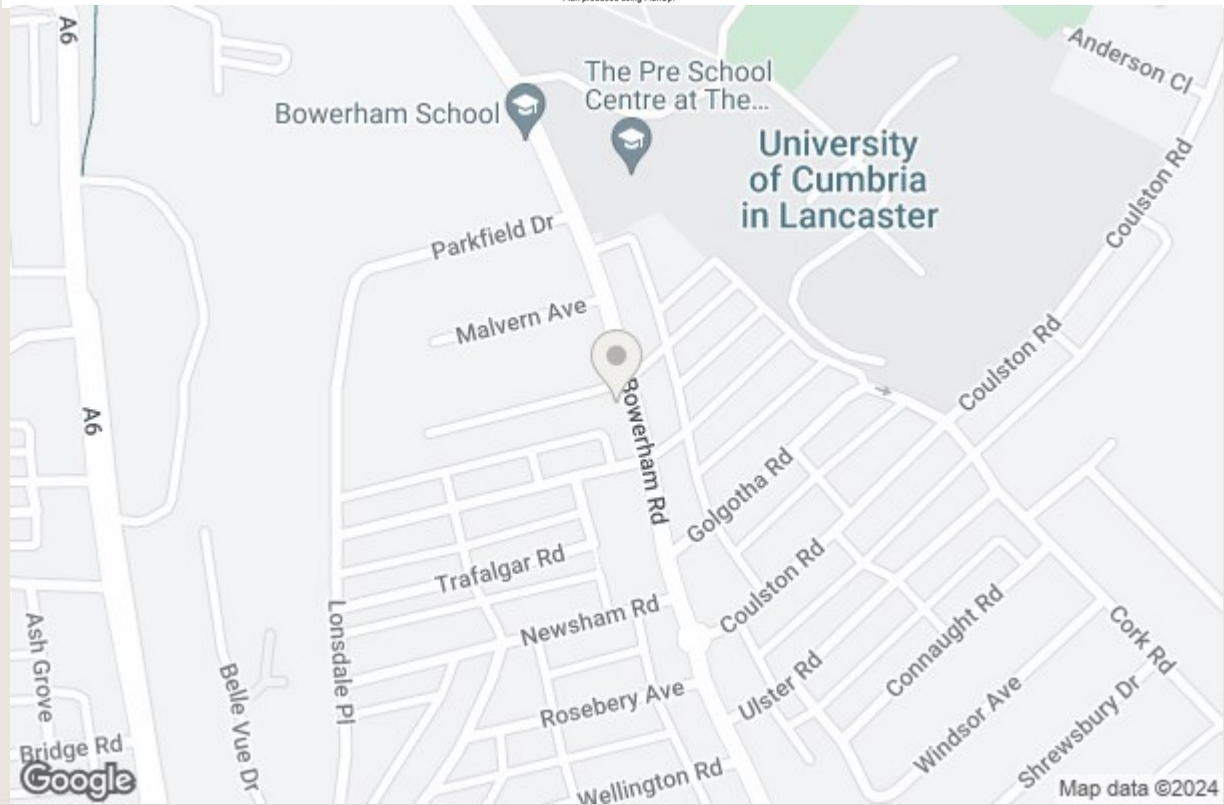 A6
Anderson Cl
The Pre School
Centre at The...
Bowerham School
University
of Cumbria
in Lancaster
Coulston Rd
Parkfield Dr
Malvern Ave
Coulston Rd
A6
Bowerham Rd
Golgotha Rd
Trafalgar Rd
Coulston Rd
Newsham Rd
Connaught Rd
Cork Rd
Ash Grove
Lonsdale Pl
Belle Vue Dr
Ulster Rd
Rosebery Ave
Windsor Ave
Shrewsbury Dr
Bridge Rd
Wellington Rd
Google
Map data ©2024